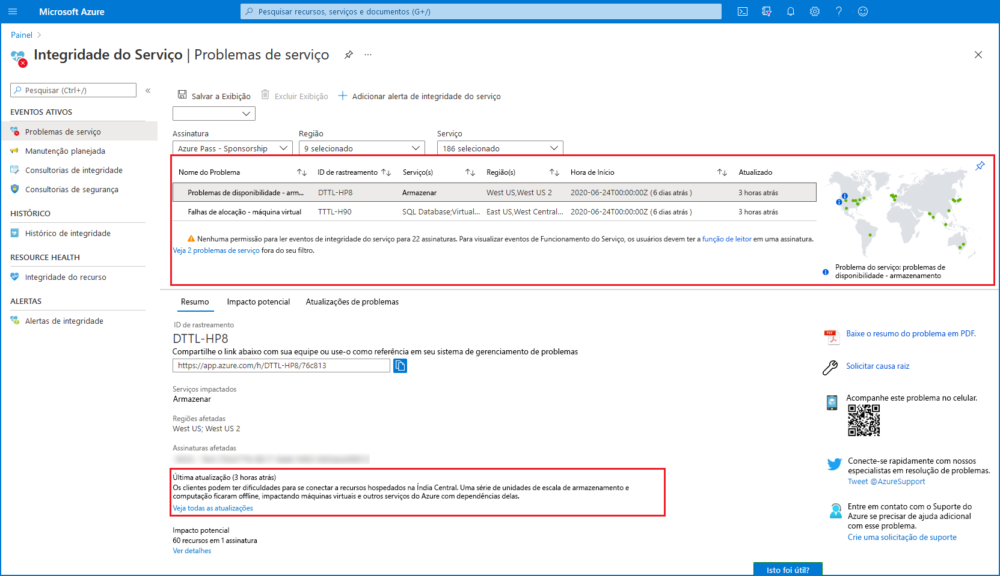 Microsoft Azure
Pesquisar recursos, serviços e documentos (G+/)
Painel
Integridade do Serviço | Problemas de serviço
Pesquisar (Ctrl+/)
EVENTOS ATIVOS
Problemas de serviço
Manutenção planejada
Consultorias de integridade
Consultorias de segurança
HISTÓRICO
Histórico de integridade
RESOURCE HEALTH
Integridade do recurso
ALERTAS
Alertas de integridade
Salvar a Exibição Excluir Exibição Adicionar alerta de integridade do serviço
Assinatura Região Serviço
Azure Pass - Sponsorship 9 selecionado 186 selecionado
Nome do Problema ID de rastreamento Serviço(s) Região(s) Hora de Início Atualizado
Problemas de disponibilidade - arm... DTTL-HP8 Armazenar West US,West US 2 2020-06-24T00:00:00Z (6 dias atrás ) 3 horas atrás
Falhas de alocação - máquina virtual TTTL-H90 SQL Database;Virtual... East US,West Central... 2020-06-24T00:00:00Z (6 dias atrás ) 3 horas atrás
Nenhuma permissão para ler eventos de integridade do serviço para 22 assinaturas. Para visualizar eventos de Funcionamento do Serviço, os usuários devem ter a função de leitor em uma assinatura.
Veja 2 problemas de serviço fora do seu filtro.
Problema do serviço: problemas de
disponibilidade - armazenamento
Resumo Impacto potencial Atualizações de problemas
ID de rastreamento
DTTL-HP8
Compartilhe o link abaixo com sua equipe ou use-o como referência em seu sistema de gerenciamento de problemas
https://app.azure.com/h/DTTL-HP8/76c813
Serviços impactados
Armazenar
Regiões afetadas
West US; West US 2
Assinaturas afetadas
Última atualização (3 horas atrás)
Os clientes podem ter dificuldades para se conectar a recursos hospedados na Índia Central. Uma série de unidades de escala de armazenamento e
computação ficaram offline, impactando máquinas virtuais e outros serviços do Azure com dependências delas.
Veja todas as atualizações
Impacto potencial
60 recursos em 1 assinatura
Ver detalhes
PDF
Baixe o resumo do problema em PDF.
Solicitar causa raiz
Acompanhe este problema no celular.
Conecte-se rapidamente com nossos
especialistas em resolução de problemas.
Tweet @AzureSupport
Entre em contato com o Suporte do
Azure se precisar de ajuda adicional
com esse problema.
Crie uma solicitação de suporte
Isto foi útil?